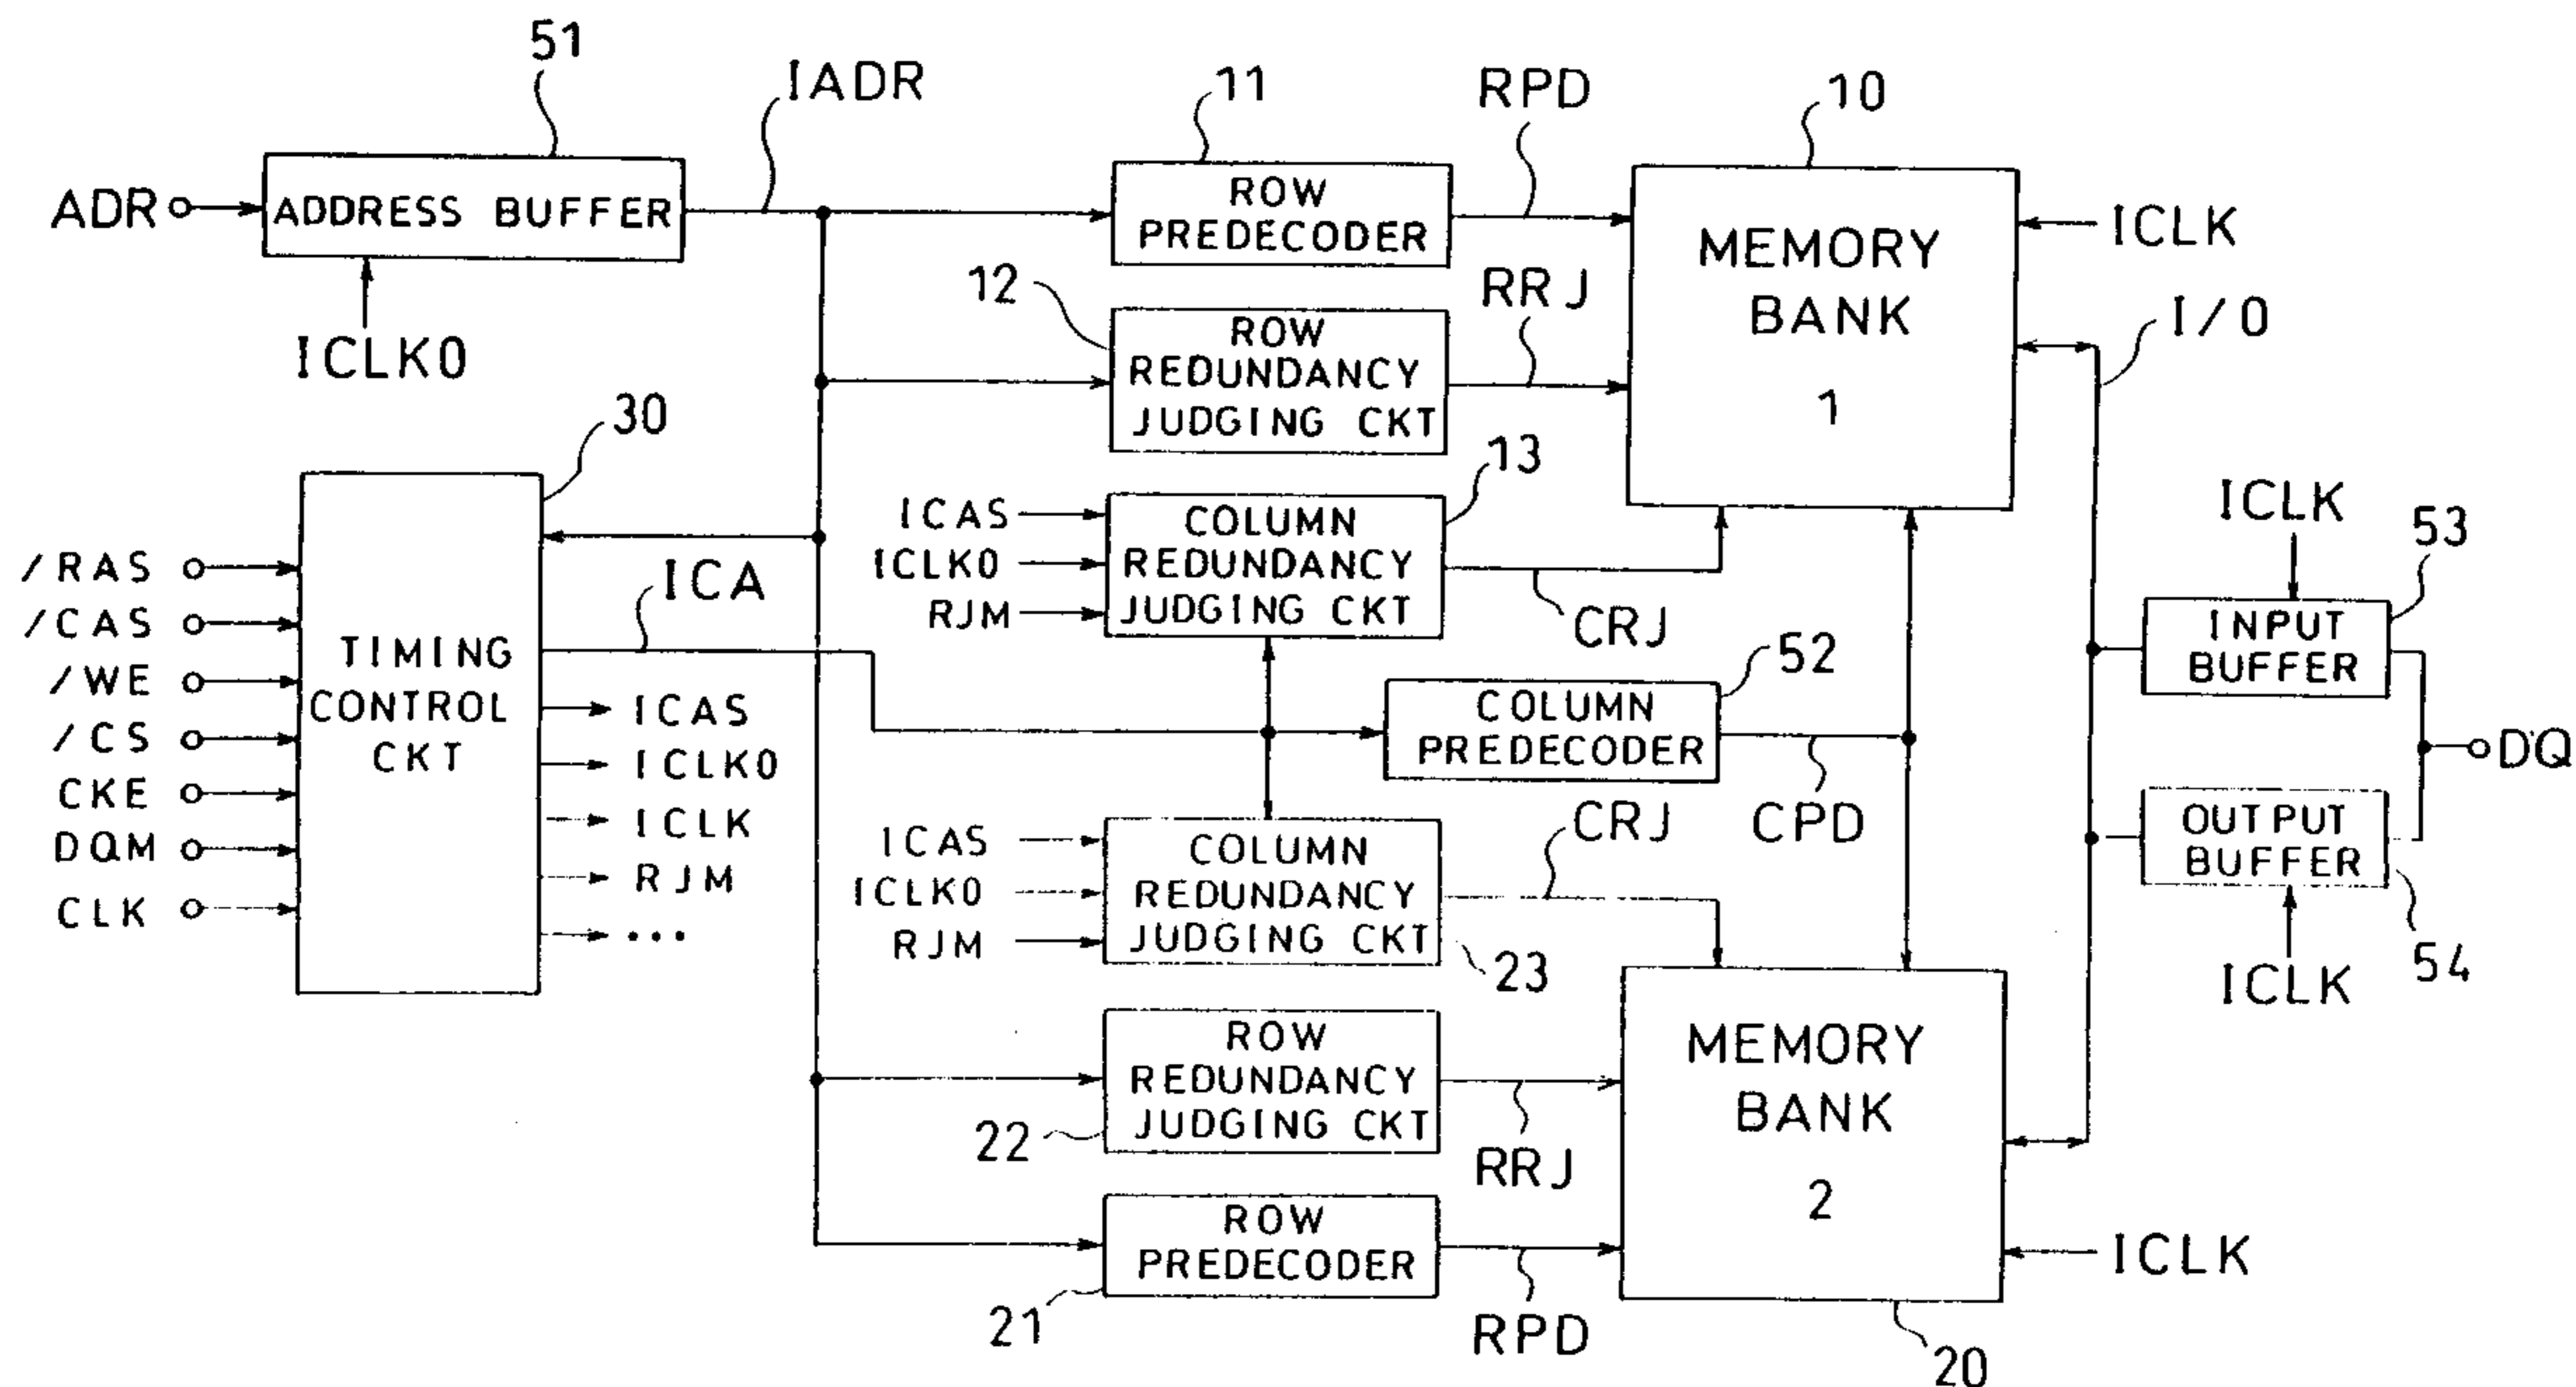 51
IADR
11
RPD
10
ADR
ADDRESS BUFFER
ICLK0
ROW
PREDECODER
12
ROW
REDUNDANCY
JUDGING CKT
RRJ
MEMORY
BANK
1
ICLK
I/O
30
/RAS
/CAS
/WE
/CS
CKE
DQM
CLK
TIMING
CONTROL
CKT
ICA
ICAS
ICLK0
ICLK
RJM
...
ICAS
ICLK0
RJM
13
COLUMN
REDUNDANCY
JUDGING CKT
CRJ
52
COLUMN
PREDECODER
CPD
ICLK
53
INPUT
BUFFER
DQ
OUTPUT
BUFFER
54
ICLK
ICAS
ICLK0
RJM
COLUMN
REDUNDANCY
JUDGING CKT
23
CRJ
ROW
REDUNDANCY
JUDGING CKT
22
RRJ
MEMORY
BANK
2
ROW
PREDECODER
21
RPD
ICLK
20